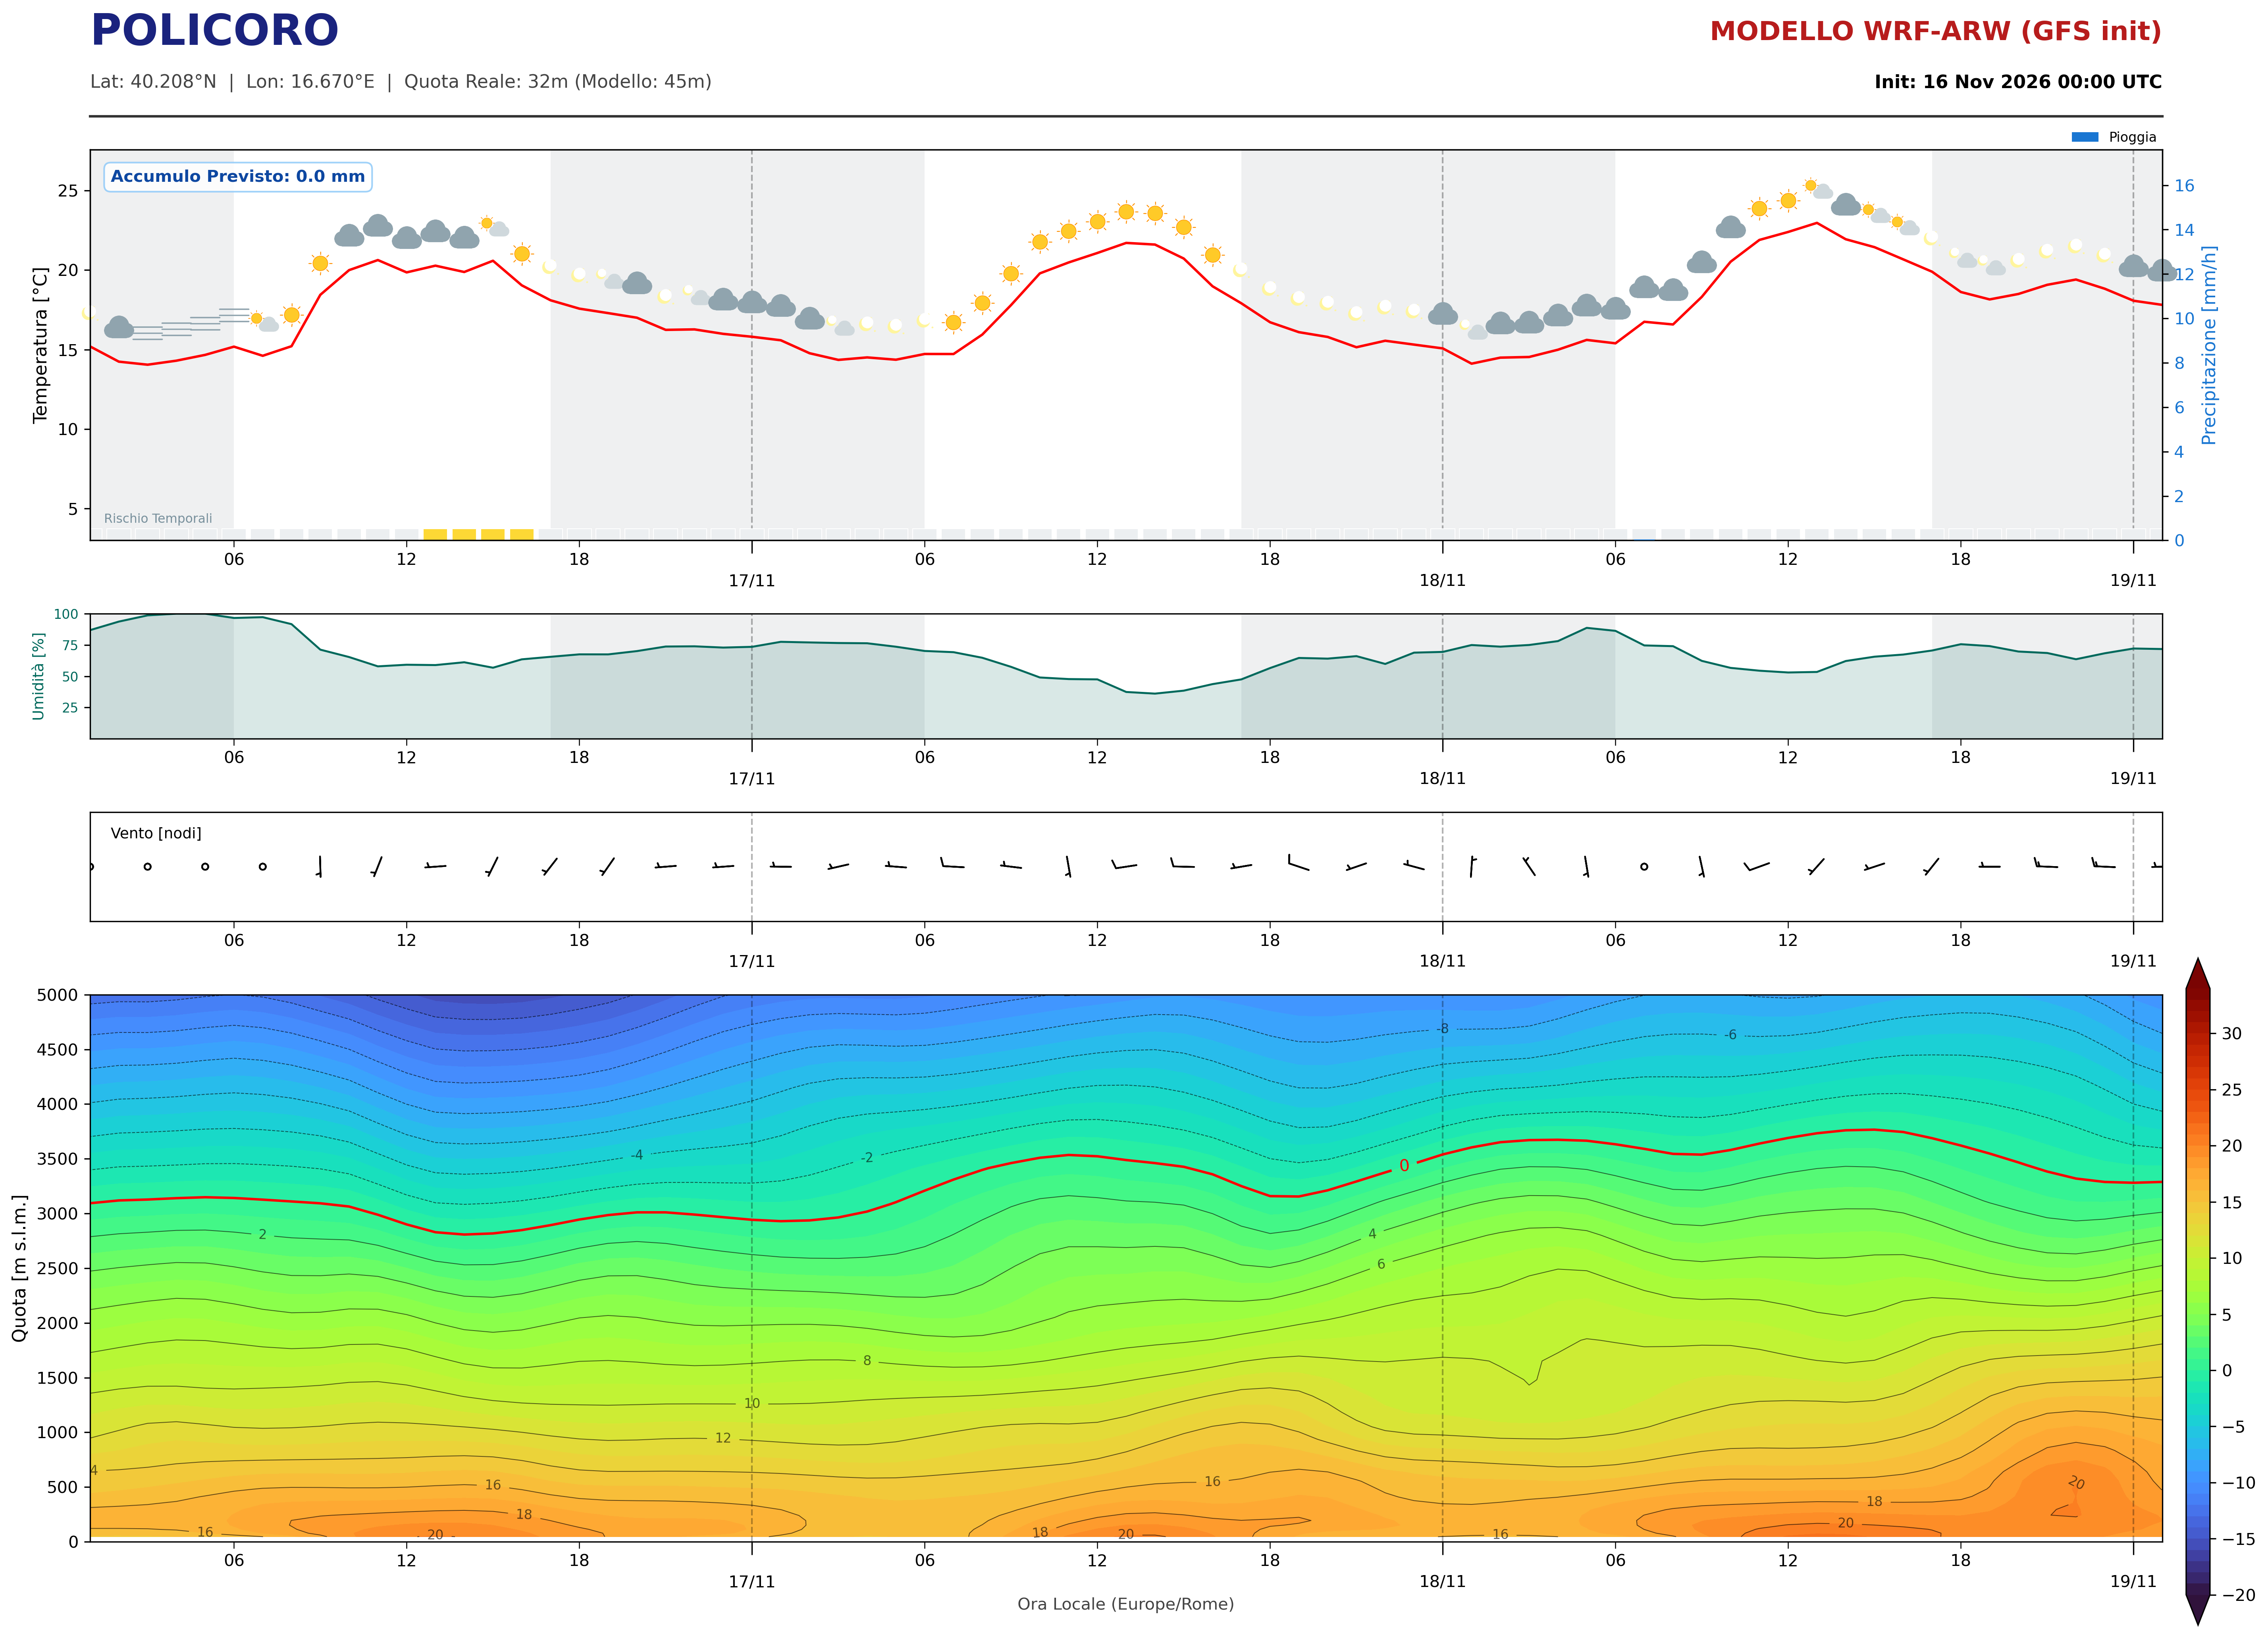 POLICORO
MODELLO WRF-ARW (GFS init)
Lat: 40.208°N | Lon: 16.670°E | Quota Reale: 32m (Modello: 45m)
Init: 16 Nov 2026 00:00 UTC
Pioggia
Accumulo Previsto: 0.0 mm
Temperatura [°C]
25
20
15
10
5
Precipitazione [mm/h]
16
14
12
10
8
6
4
2
0
Rischio Temporali
06 12 18 06 12 18 06 12 18
17/11 18/11 19/11
Umidità [%]
100
75
50
25
06 12 18 06 12 18 06 12 18
17/11 18/11 19/11
Vento [nodi]
06 12 18 06 12 18 06 12 18
17/11 18/11 19/11
Quota [m s.l.m.]
5000
4500
4000
3500
3000
2500
2000
1500
1000
500
0
-8 -6
-4 -2 0
2 4 6
8
10
12
4 16 16 20
18 18
16 20 18 20 16 20
06 12 18 06 12 18 06 12 18
17/11 18/11 19/11
Ora Locale (Europe/Rome)
30
25
20
15
10
5
0
−5
−10
−15
−20